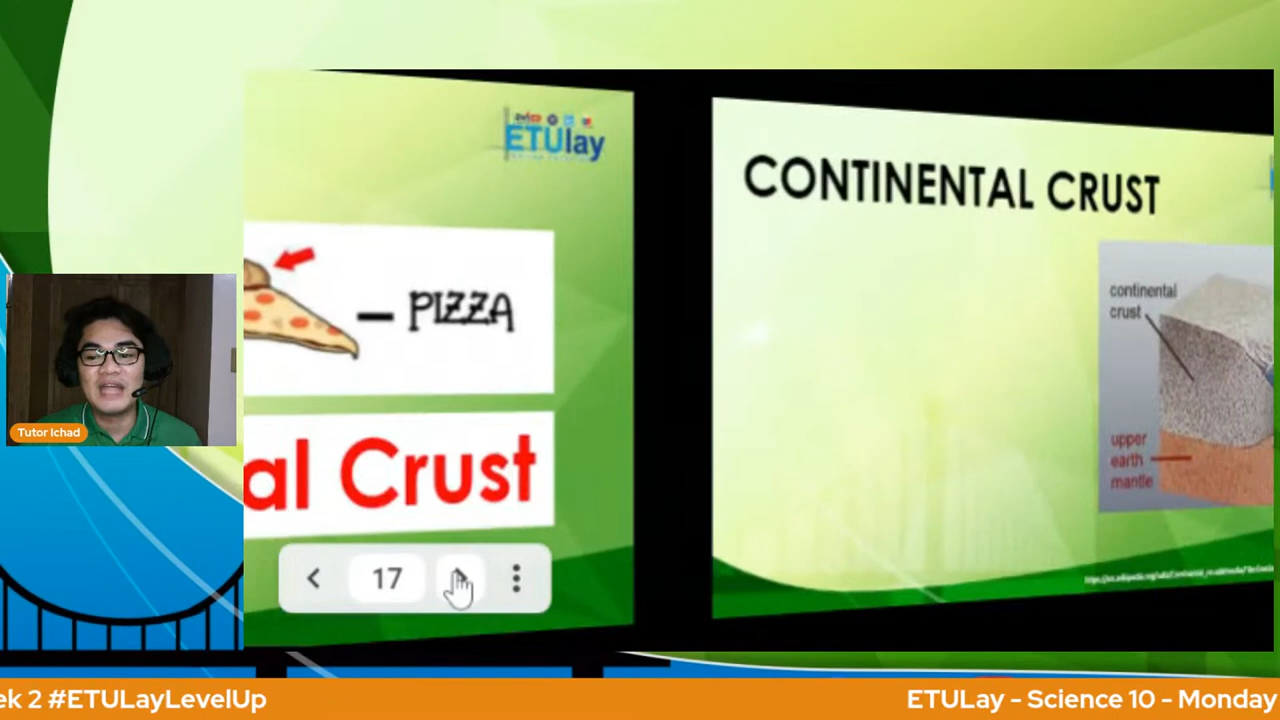 ETUlay
PIZZA
al Crust
17
CONTINENTAL CRUST
continental
crust
upper
earth
mantle
Tutor Ichad
ek 2 #ETULayLevelUp
ETULay - Science 10 - Monday